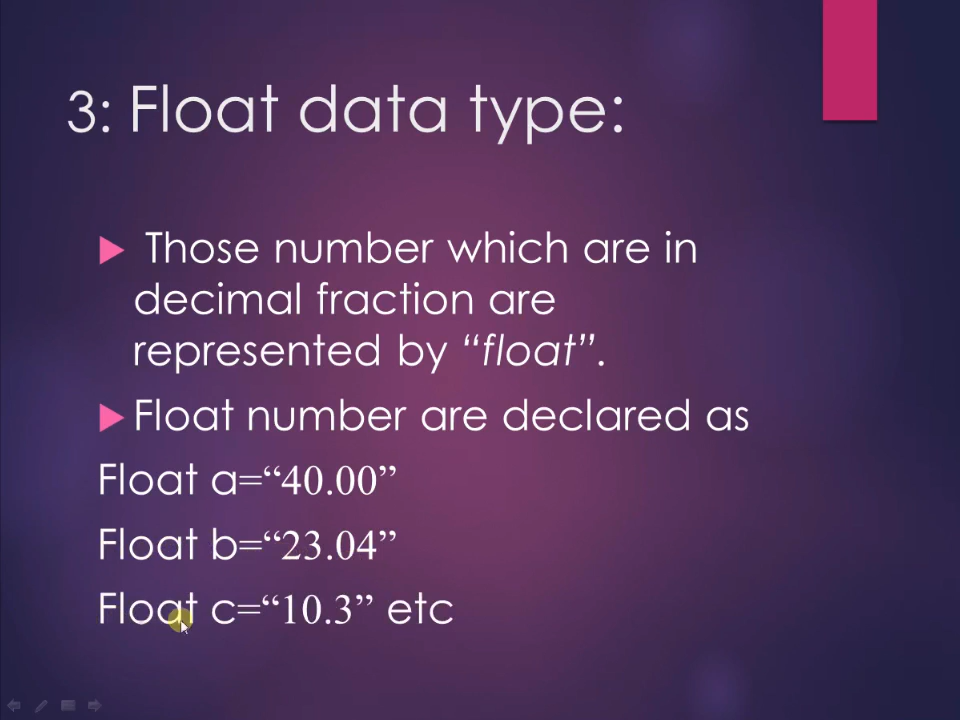 3: Float data type:
Those number which are in
decimal fraction are
represented by “float”.
Float number are declared as
Float a=“40.00”
Float b=“23.04”
Float c=“10.3” etc